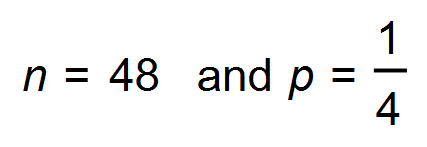 n = 48 and p = 1/4